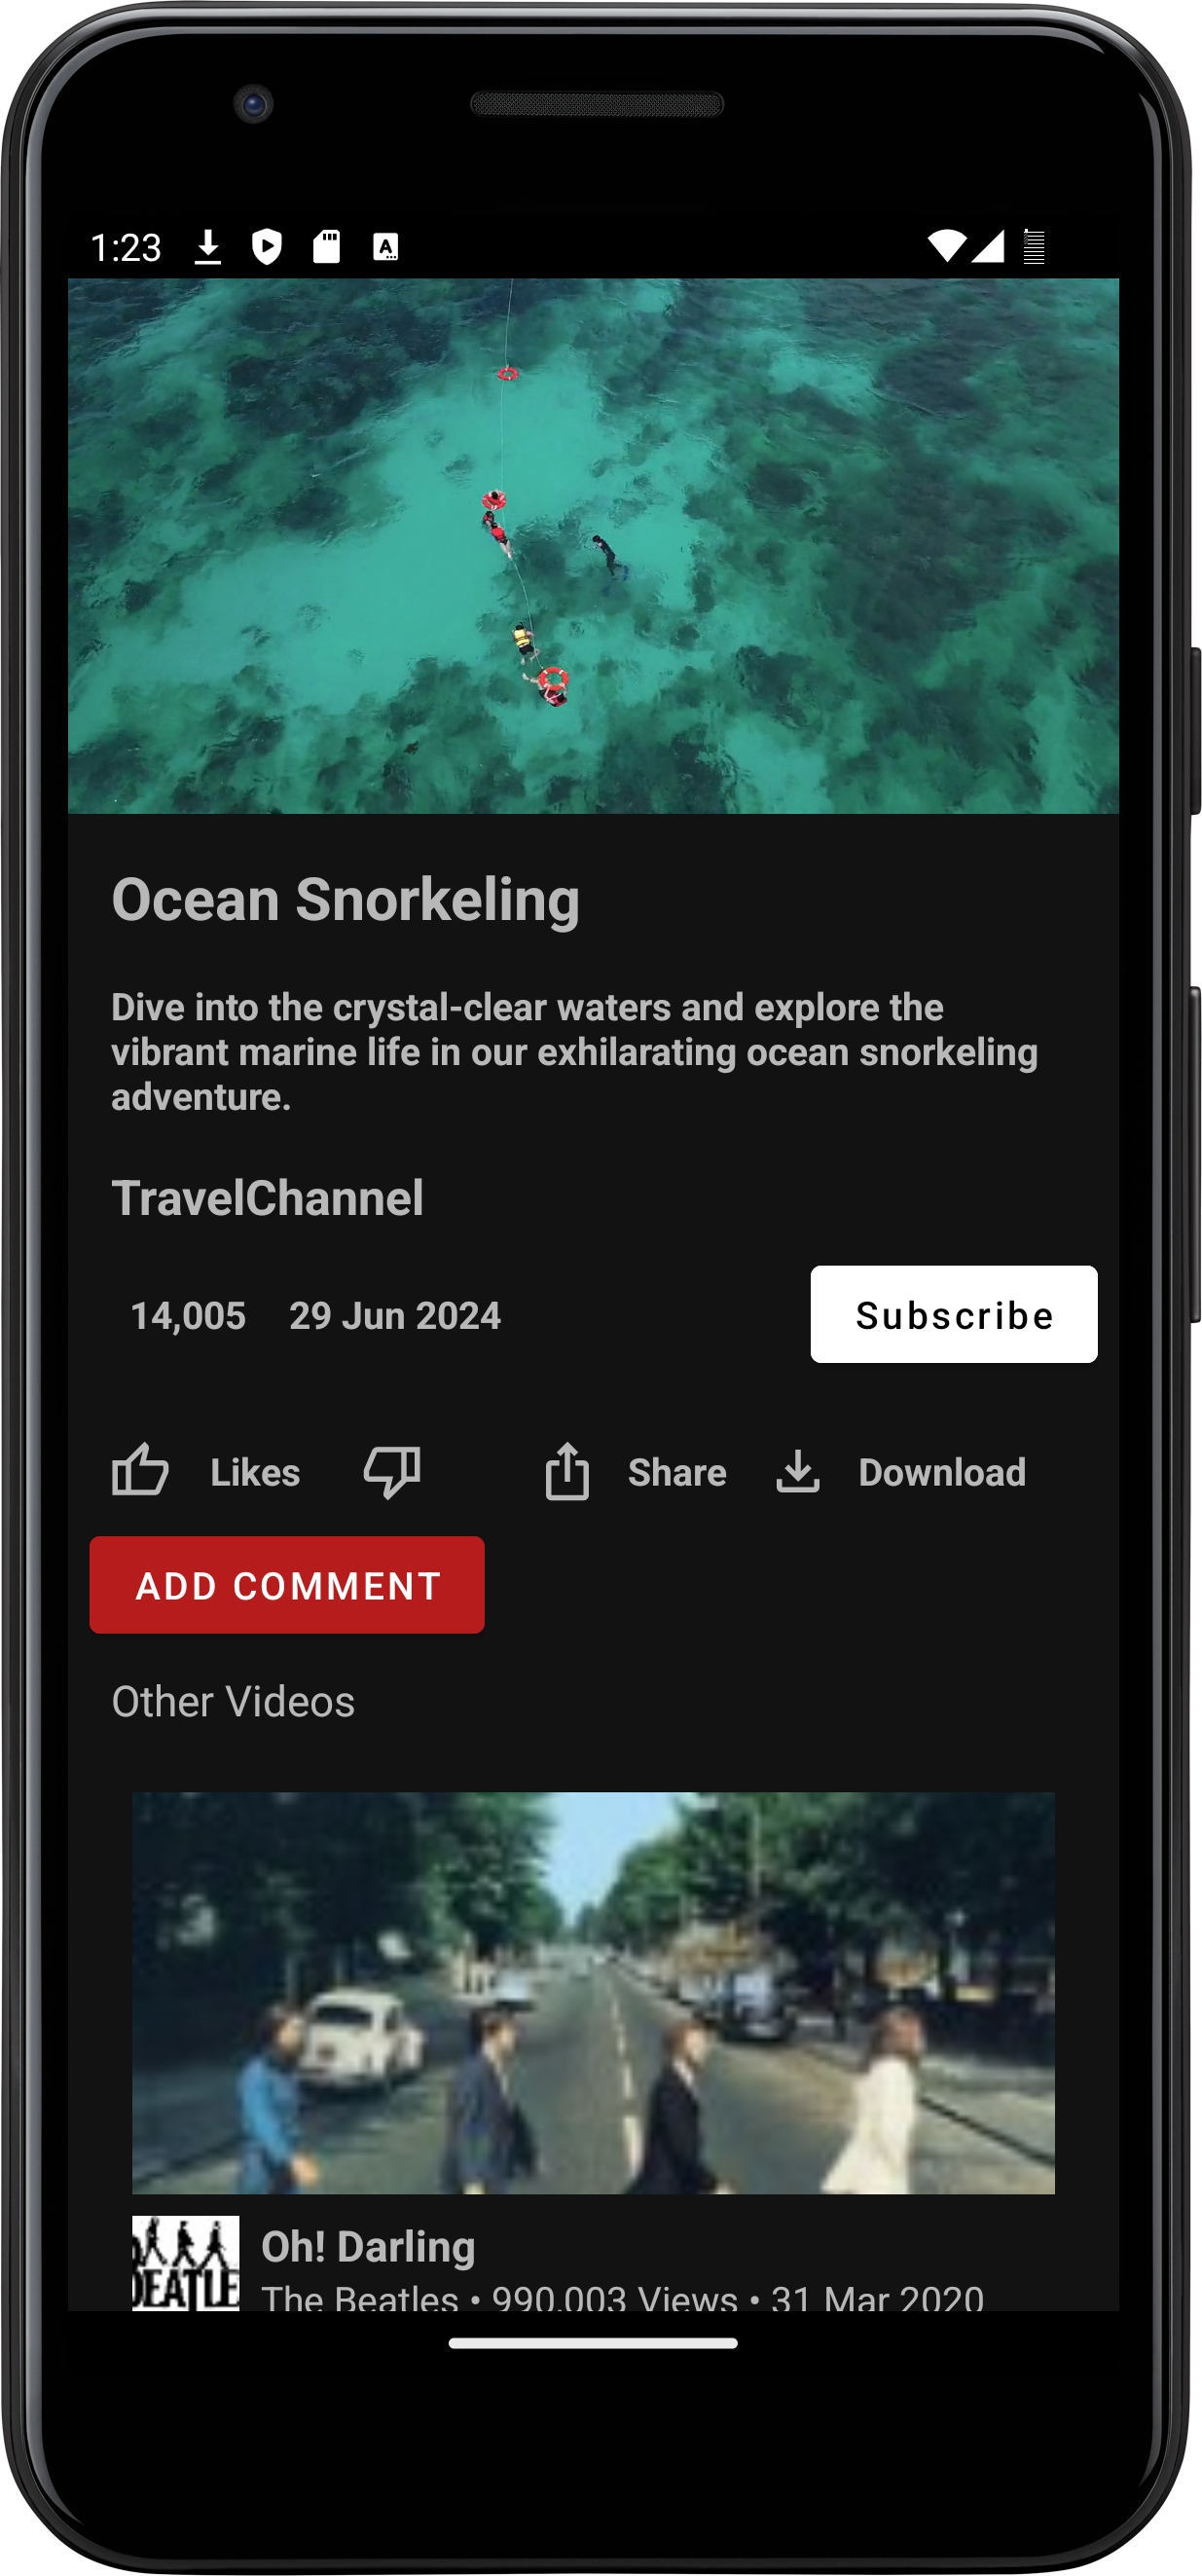 1:23
A
Ocean Snorkeling
Dive into the crystal-clear waters and explore the
vibrant marine life in our exhilarating ocean snorkeling
adventure.
TravelChannel
14,005 29 Jun 2024 Subscribe
Likes Share Download
ADD COMMENT
Other Videos
Oh! Darling
The Beatles • 990,003 Views • 31 Mar 2020